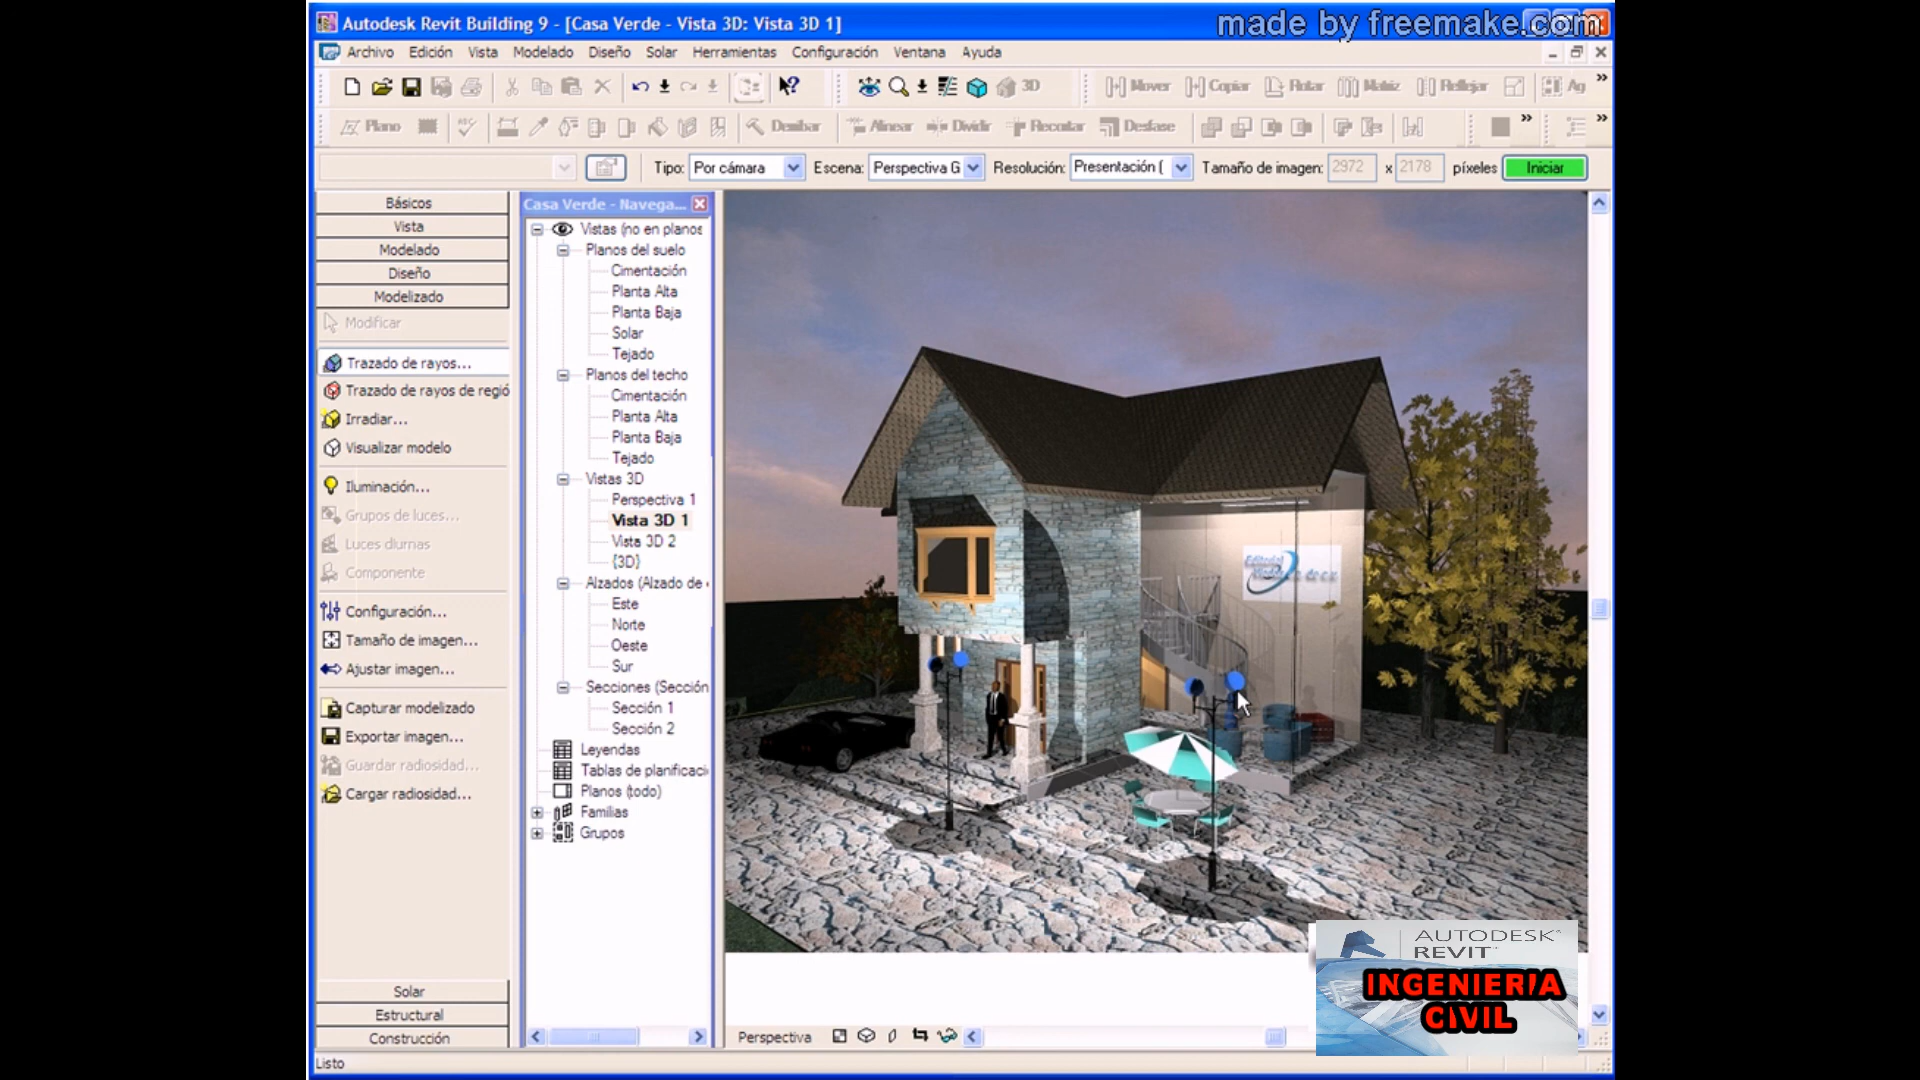 Autodesk Revit Building 9 - [Casa Verde - Vista 3D: Vista 3D 1]
made by freemake.com
Archivo Edición Vista Modelado Diseño Solar Herramientas Configuración Ventana Ayuda
3D Mover Copiar Rotar Matriz Reflejar Ag
Plano Derribar Alinear Dividir Recortar Desfase
Tipo: Por cámara Escena: Perspectiva G Resolución: Presentación ( Tamaño de imagen: 2972 x 2178 píxeles Iniciar
Básicos
Vista
Modelado
Diseño
Modelizado
Modificar
Trazado de rayos...
Trazado de rayos de regió
Irradiar...
Visualizar modelo
Iluminación...
Grupos de luces...
Luces diurnas
Componente
Configuración...
Tamaño de imagen...
Ajustar imagen...
Capturar modelizado
Exportar imagen...
Guardar radiosidad...
Cargar radiosidad...
Solar
Estructural
Construcción
Listo
Casa Verde - Navega...
Vistas (no en planos
Planos del suelo
Cimentación
Planta Alta
Planta Baja
Solar
Tejado
Planos del techo
Cimentación
Planta Alta
Planta Baja
Tejado
Vistas 3D
Perspectiva 1
Vista 3D 1
Vista 3D 2
{3D}
Alzados (Alzado de
Este
Norte
Oeste
Sur
Secciones (Sección
Sección 1
Sección 2
Leyendas
Tablas de planificaci
Planos (todo)
Familias
Grupos
Editorial
Perspectiva
AUTODESK
REVIT
INGENIERIA
CIVIL